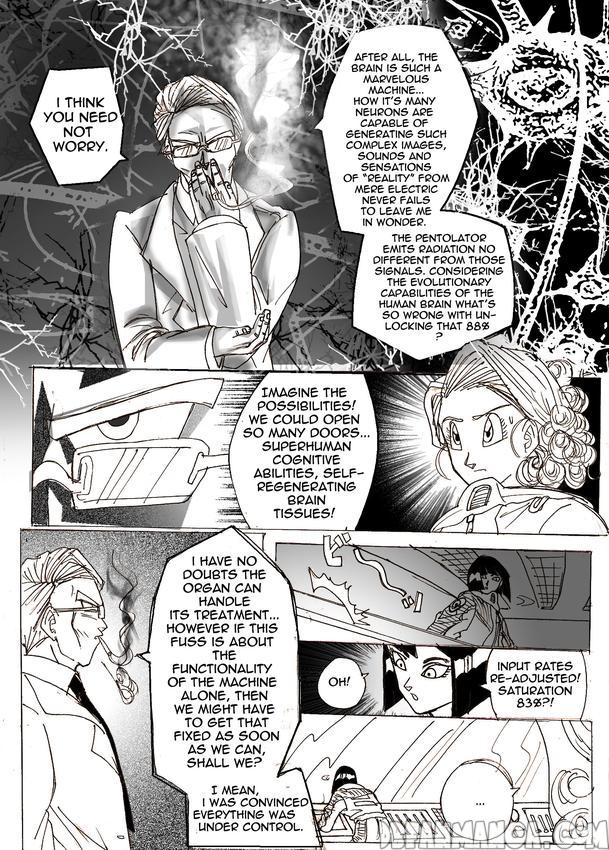 I THINK
YOU NEED
NOT
WORRY.
AFTER ALL, THE
BRAIN IS SUCH A
MARVELOUS
MACHINE...
HOW IT'S MANY
NEURONS ARE
CAPABLE OF
GENERATING SUCH
COMPLEX IMAGES,
SOUNDS AND
SENSATIONS
OF "REALITY" FROM
MERE ELECTRIC
NEVER FAILS
TO LEAVE ME
IN WONDER.
THE PENTOLATOR
EMITS RADIATION NO
DIFFERENT FROM THOSE
SIGNALS. CONSIDERING
THE EVOLUTIONARY
CAPABILITIES OF THE
HUMAN BRAIN WHAT'S
SO WRONG WITH UN-
LOCKING THAT 88%
?
IMAGINE THE
POSSIBILITIES!
WE COULD OPEN
SO MANY DOORS...
SUPERHUMAN
COGNITIVE
ABILITIES, SELF-
REGENERATING
BRAIN
TISSUES!
I HAVE NO
DOUBTS THE
ORGAN CAN
HANDLE
ITS TREATMENT...
HOWEVER IF THIS
FUSS IS ABOUT
THE
FUNCTIONALITY
OF THE MACHINE
ALONE, THEN
WE MIGHT HAVE
TO GET THAT
FIXED AS SOON
AS WE CAN,
SHALL WE?
I MEAN,
I WAS CONVINCED
EVERYTHING WAS
UNDER CONTROL.
OH!
INPUT RATES
RE-ADJUSTED!
SATURATION
83%?!
...